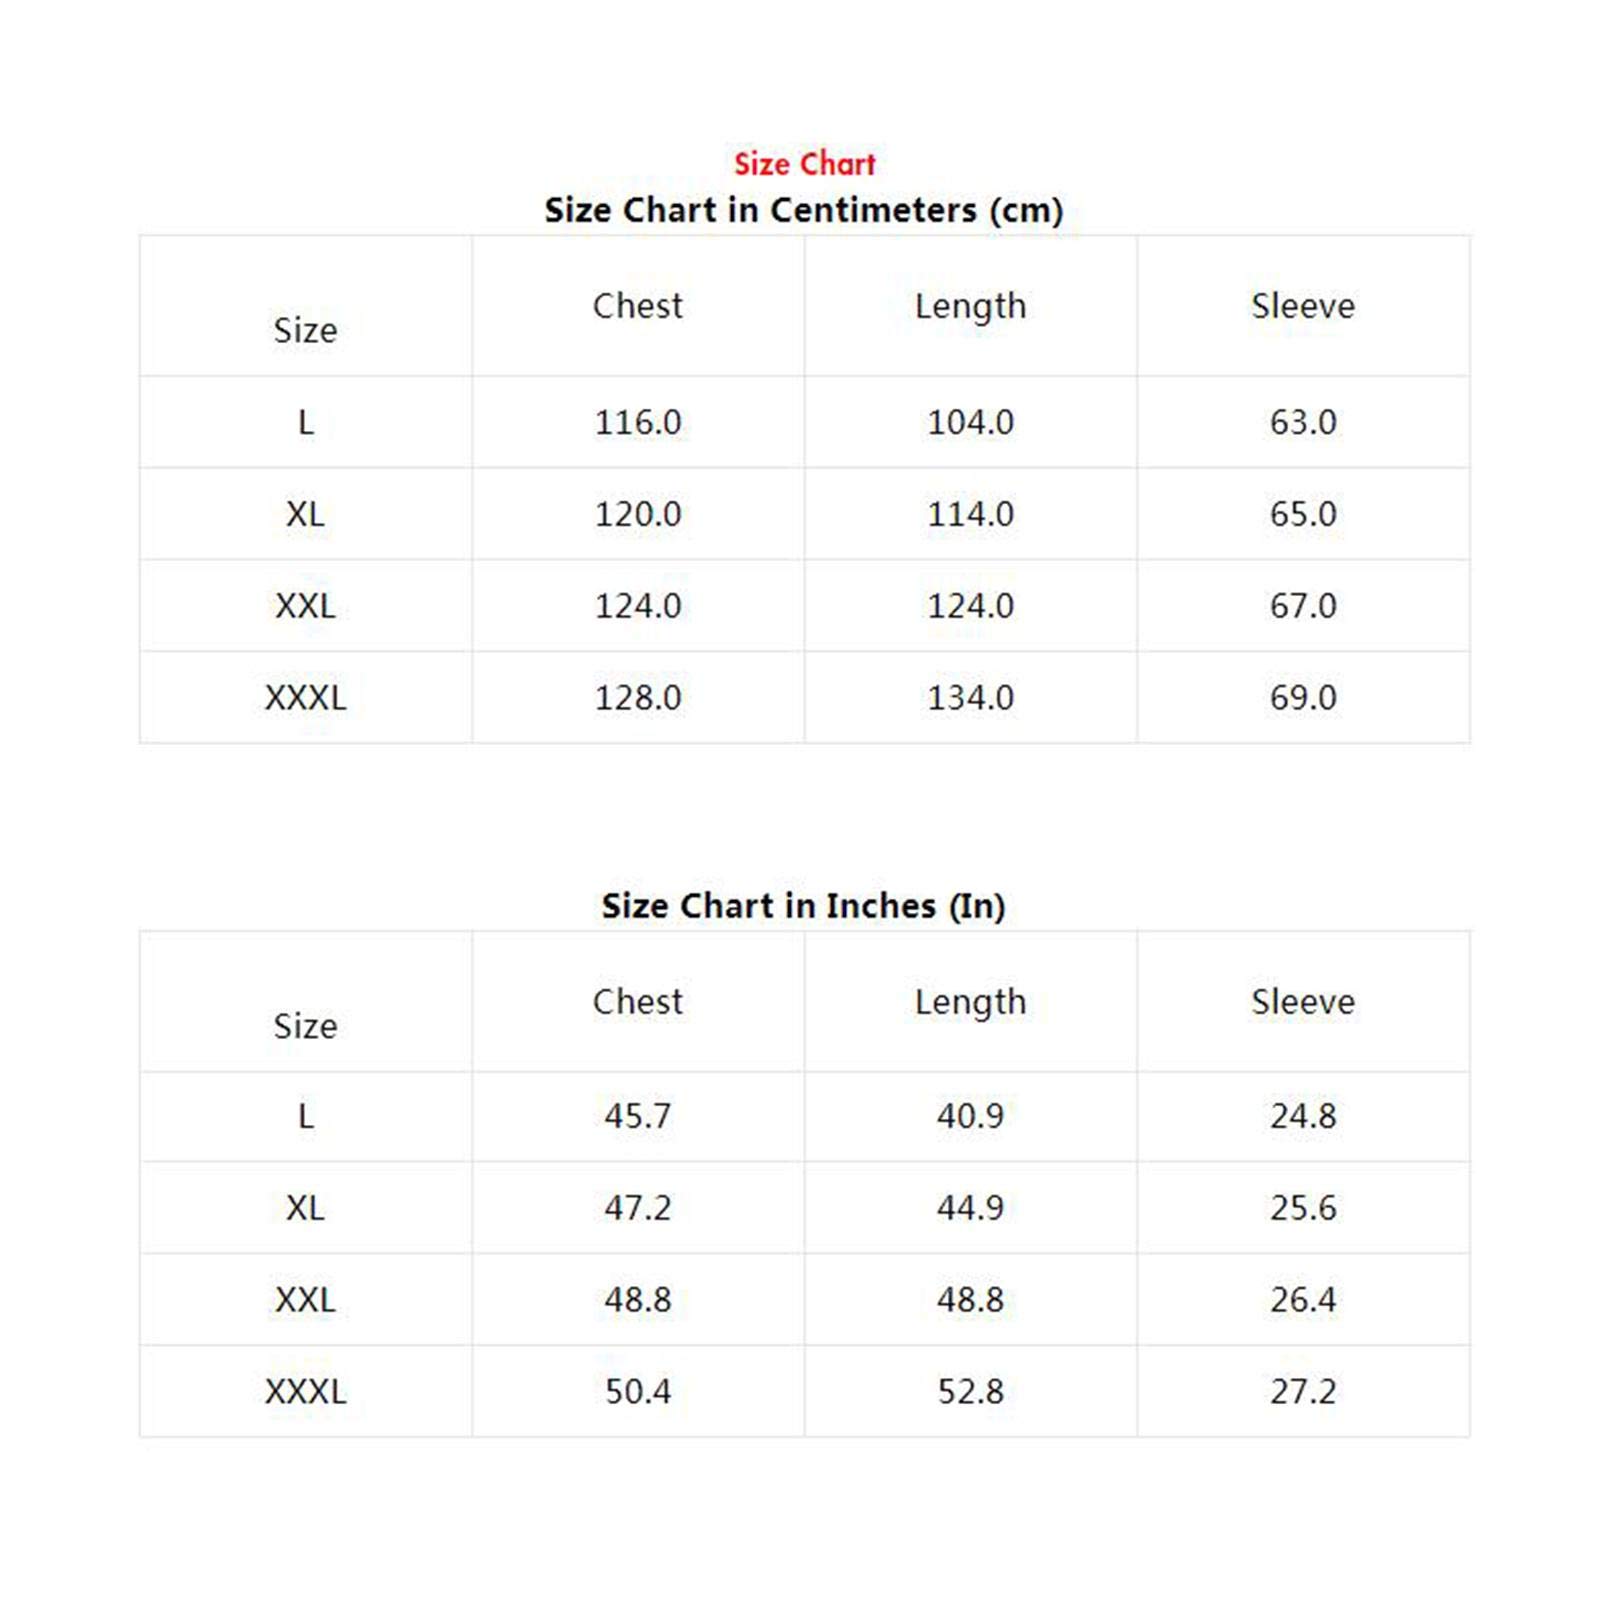 Size Chart
Size Chart in Centimeters (cm)
Size Chest Length Sleeve
L 116.0 104.0 63.0
XL 120.0 114.0 65.0
XXL 124.0 124.0 67.0
XXXL 128.0 134.0 69.0
Size Chart in Inches (In)
Size Chest Length Sleeve
L 45.7 40.9 24.8
XL 47.2 44.9 25.6
XXL 48.8 48.8 26.4
XXXL 50.4 52.8 27.2